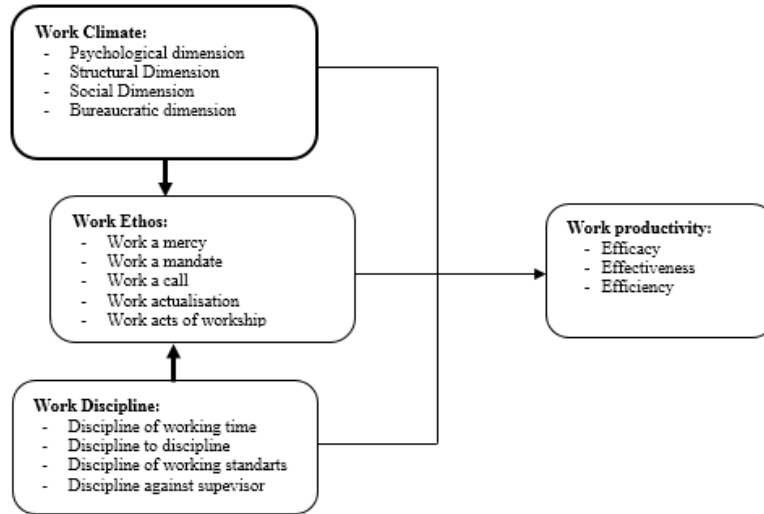 Work Climate:
- Psychological dimension
- Structural Dimension
- Social Dimension
- Bureaucratic dimension
Work Ethos:
- Work a mercy
- Work a mandate
- Work a call
- Work actualisation
- Work acts of workship
Work productivity:
- Efficacy
- Effectiveness
- Efficiency
Work Discipline:
- Discipline of working time
- Discipline to discipline
- Discipline of working standarts
- Discipline against supevisor